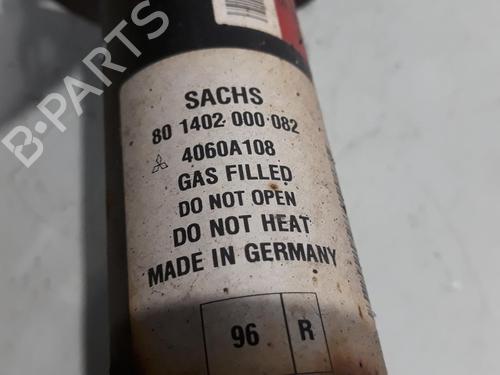 SACHS
80 1402 000 082
4060A108
GAS FILLED
DO NOT OPEN
DO NOT HEAT
MADE IN GERMANY
96 R
B-PARTS